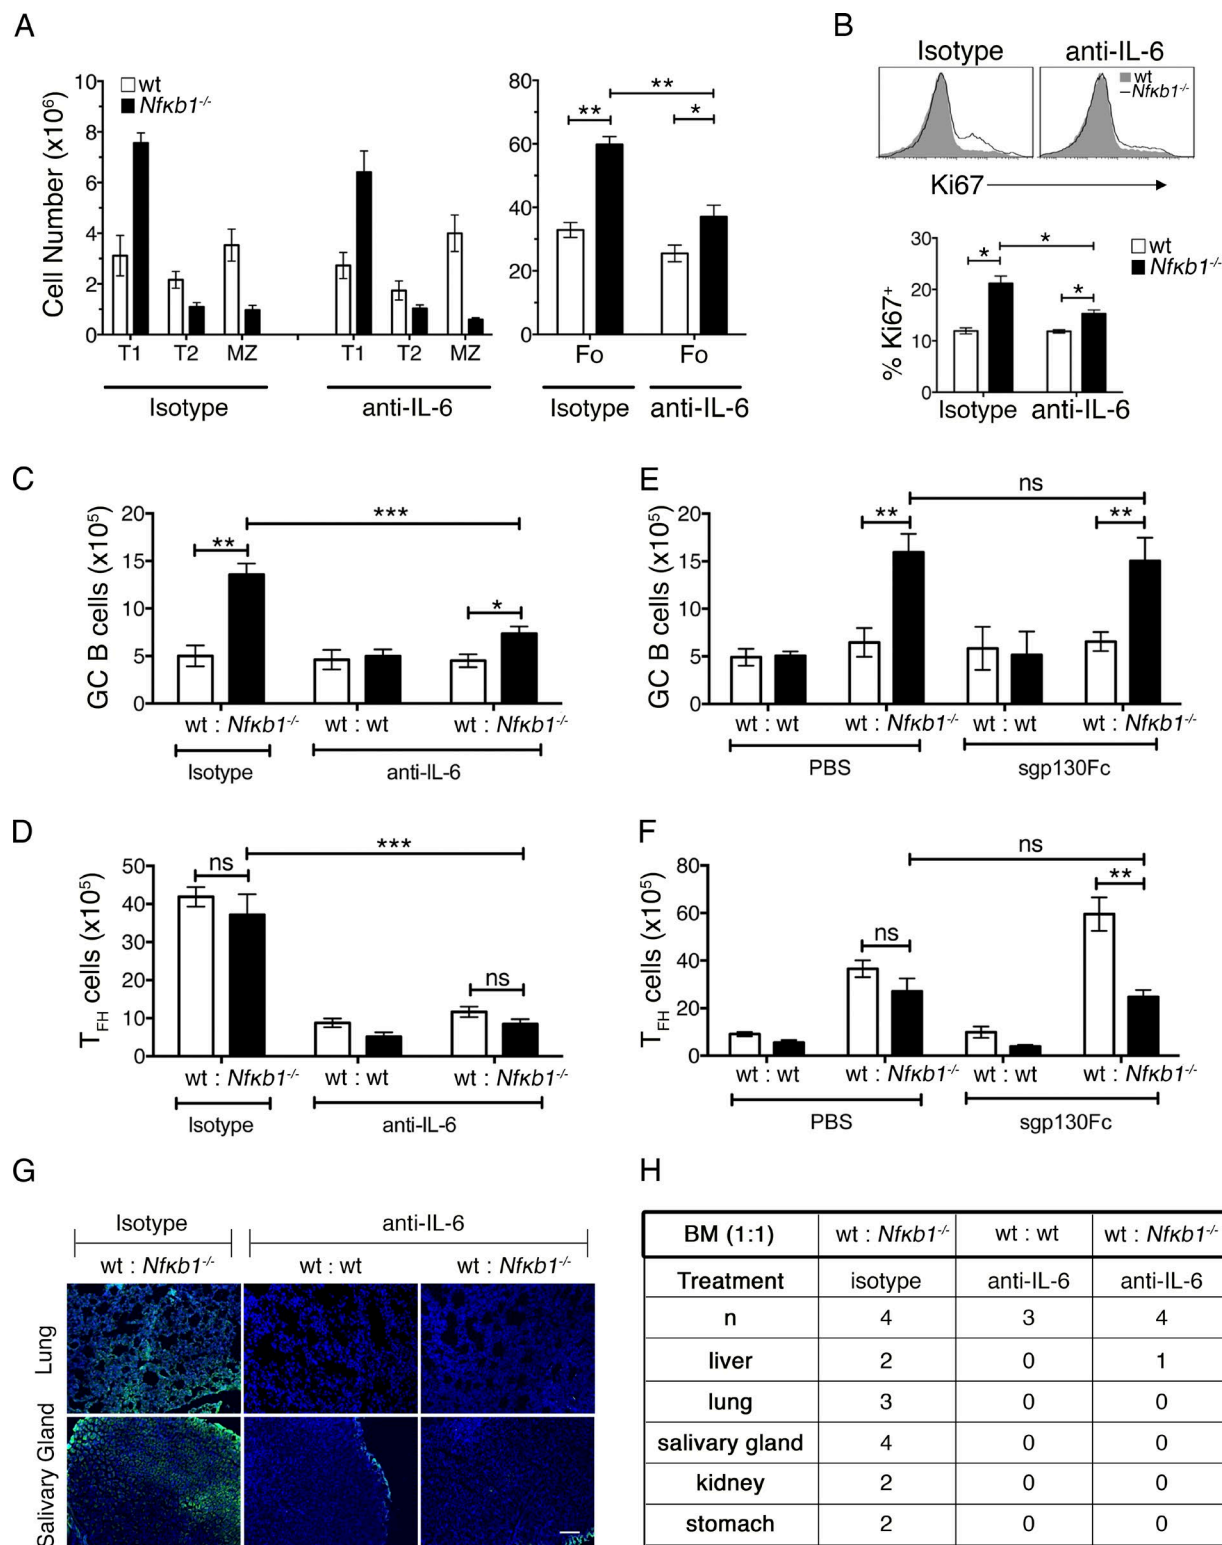 A
wt
Nfκb1-/-
Cell Number (x10⁶)
10
8
6
4
2
0
T1 T2 MZ T1 T2 MZ
Isotype anti-IL-6
80
60
40
20
0
** ** *
Fo Fo
Isotype anti-IL-6
B
Isotype anti-IL-6
wt
Nfκb1-/-
Ki67
% Ki67+
30
20
10
0
* * *
wt
Nfκb1-/-
Isotype anti-IL-6
C
GC B cells (x10⁵)
20
15
10
5
0
** *** *
wt : Nfκb1-/- wt : wt wt : Nfκb1-/-
Isotype anti-IL-6
E
GC B cells (x10⁵)
20
15
10
5
0
** ns **
wt : wt wt : Nfκb1-/- wt : wt wt : Nfκb1-/-
PBS sgp130Fc
D
TFH cells (x10⁵)
50
40
30
20
10
0
ns *** ns
wt : Nfκb1-/- wt : wt wt : Nfκb1-/-
Isotype anti-IL-6
F
TFH cells (x10⁵)
80
60
40
20
0
ns ns **
wt : wt wt : Nfκb1-/- wt : wt wt : Nfκb1-/-
PBS sgp130Fc
G
Isotype anti-IL-6
wt : Nfκb1-/- wt : wt wt : Nfκb1-/-
Lung
Salivary Gland
H
BM (1:1) wt : Nfκb1-/- wt : wt wt : Nfκb1-/-
Treatment isotype anti-IL-6 anti-IL-6
n 4 3 4
liver 2 0 1
lung 3 0 0
salivary gland 4 0 0
kidney 2 0 0
stomach 2 0 0